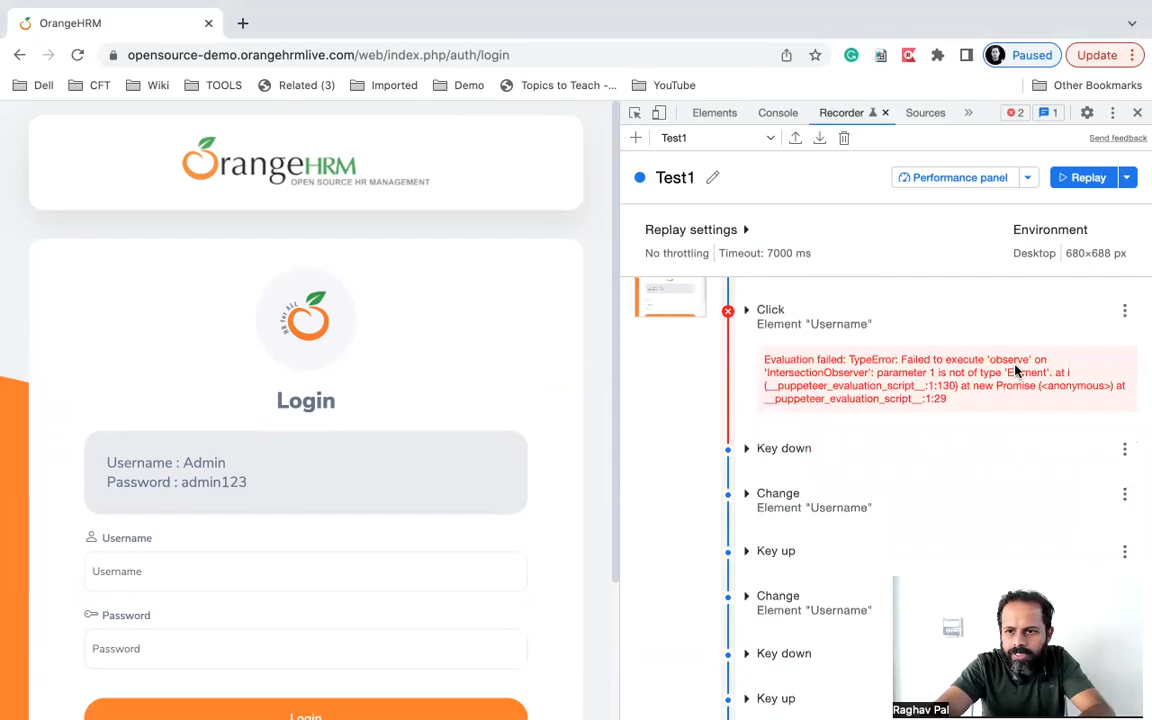 OrangeHRM
opensource-demo.orangehrmlive.com/web/index.php/auth/login
Paused
Update
Dell
CFT
Wiki
TOOLS
Related (3)
Imported
Demo
Topics to Teach -...
YouTube
Other Bookmarks
OrangeHRM
OPEN SOURCE HR MANAGEMENT
HR for ALL
Login
Username : Admin
Password : admin123
Username
Username
Password
Password
Login
Elements
Console
Recorder
Sources
»
2
1
Test1
Send feedback
Test1
Performance panel
Replay
Replay settings
Environment
No throttling
Timeout: 7000 ms
Desktop
680×688 px
Click
Element "Username"
Evaluation failed: TypeError: Failed to execute 'observe' on
'IntersectionObserver': parameter 1 is not of type 'Element'. at i
(__puppeteer_evaluation_script__:1:130) at new Promise (<anonymous>) at
__puppeteer_evaluation_script__:1:29
Key down
Change
Element "Username"
Key up
Change
Element "Username"
Key down
Key up
Raghav Pal